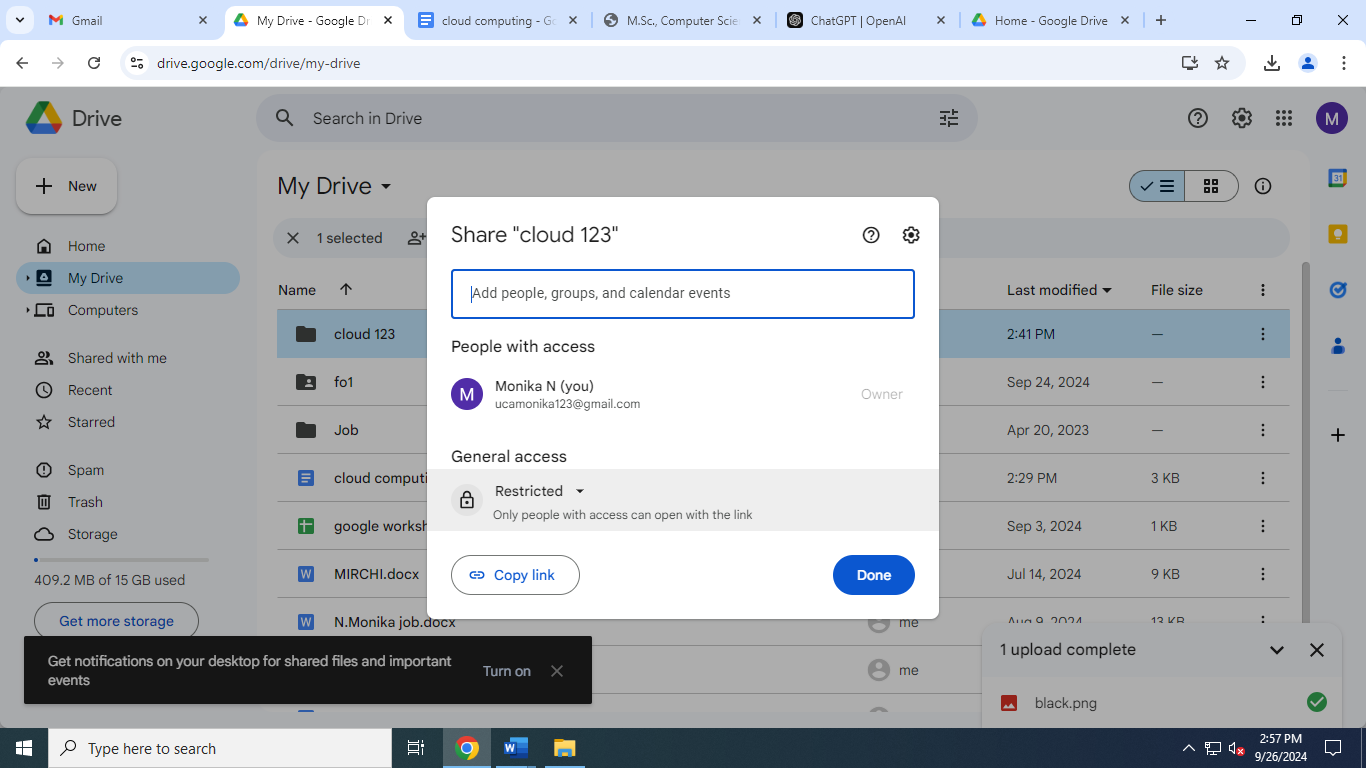 Gmail
My Drive - Google Dr
cloud computing - Go
M.Sc., Computer Scie
ChatGPT | OpenAI
Home - Google Drive
drive.google.com/drive/my-drive
Drive
Search in Drive
M
New
My Drive
31
1 selected
Home
My Drive
Computers
Shared with me
Recent
Starred
Spam
Trash
Storage
409.2 MB of 15 GB used
Get more storage
Name
Last modified
File size
cloud 123
2:41 PM
—
fo1
Sep 24, 2024
—
Job
Apr 20, 2023
—
cloud computi
2:29 PM
3 KB
google worksh
Sep 3, 2024
1 KB
W
MIRCHI.docx
Jul 14, 2024
9 KB
W
N.Monika job.docx
me
Aug 9, 2024
13 KB
me
Share "cloud 123"
Add people, groups, and calendar events
People with access
M
Monika N (you)
ucamonika123@gmail.com
Owner
General access
Restricted
Only people with access can open with the link
Copy link
Done
Get notifications on your desktop for shared files and important
events
Turn on
1 upload complete
black.png
Type here to search
W
2:57 PM
9/26/2024